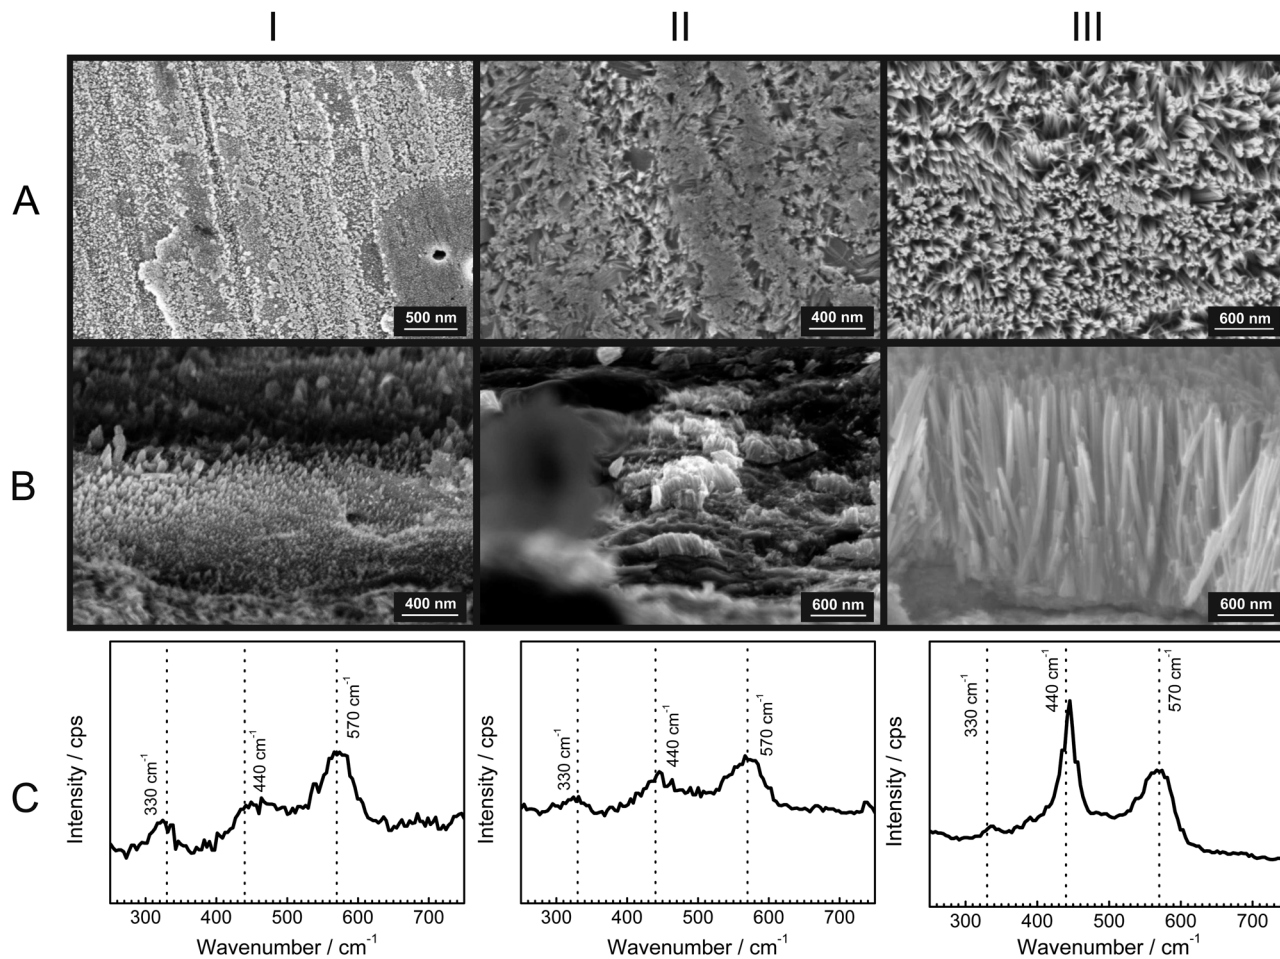 I II III
A
500 nm 400 nm 600 nm
B
400 nm 600 nm 600 nm
C
Intensity / cps
330 cm-1
440 cm-1
570 cm-1
300 400 500 600 700
Wavenumber / cm-1
Intensity / cps
330 cm-1
440 cm-1
570 cm-1
300 400 500 600 700
Wavenumber / cm-1
Intensity / cps
330 cm-1
440 cm-1
570 cm-1
300 400 500 600 700
Wavenumber / cm-1